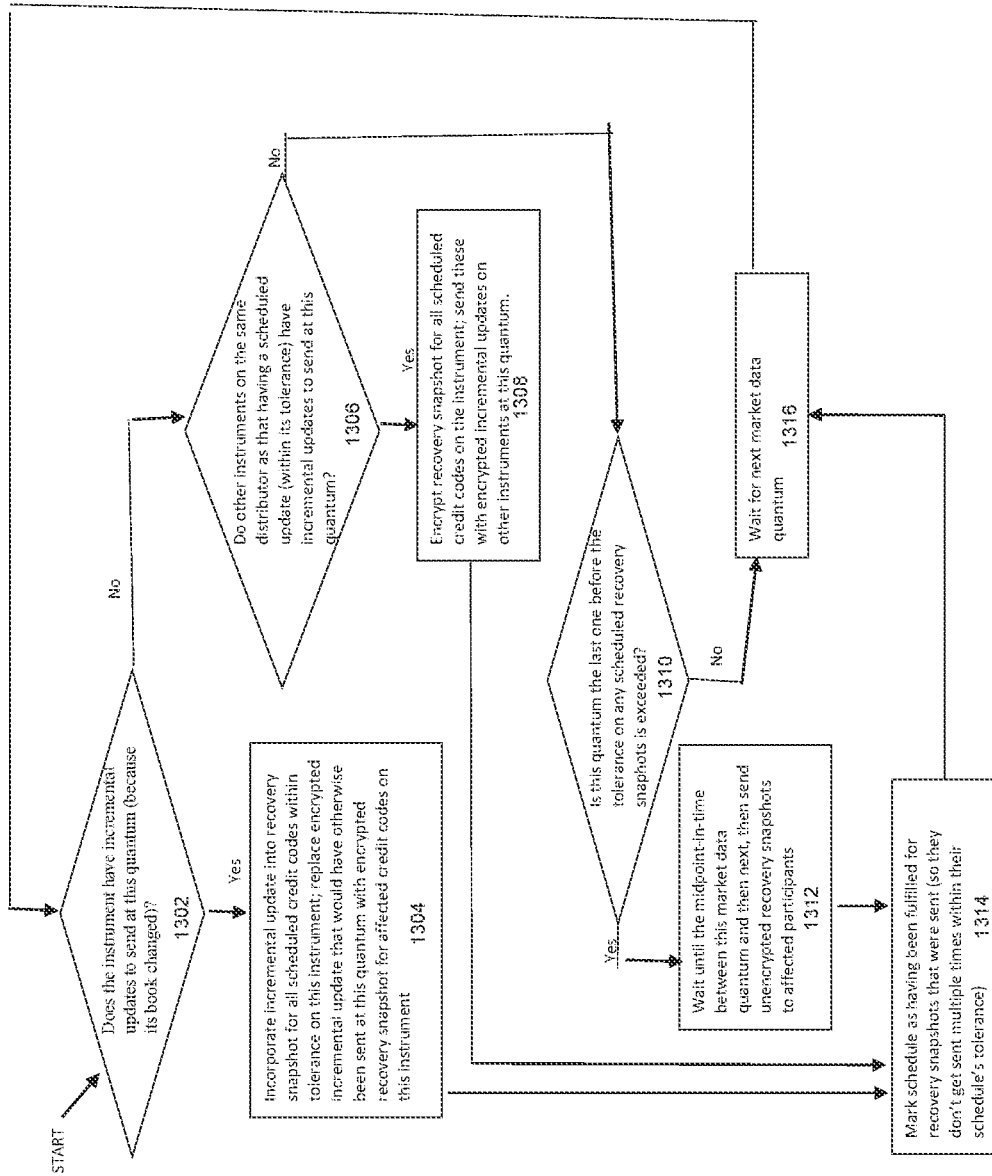 START
Does the instrument have incremental
updates to send at this quantum (because
its book changed)?
1302
No
Yes
Incorporate incremental update into recovery
snapshot for all scheduled credit codes within
tolerance on this instrument; replace encrypted
incremental update that would have otherwise
been sent at this quantum with encrypted
recovery snapshot for affected credit codes on
this instrument
1304
Do other instruments on the same
distributor as that having a scheduled
update (within its tolerance) have
incremental updates to send at this
quantum?
1306
No
Yes
Encrypt recovery snapshot for all scheduled
credit codes on the instrument; send these
with encrypted incremental updates on
other instruments at this quantum.
1308
Is this quantum the last one before the
tolerance on any scheduled recovery
snaphots is exceeded?
1310
Yes
No
Wait until the midpoint-in-time
between this market data
quantum and then next, then send
unencrypted recovery snapshots
to affected participants
1312
Mark schedule as having been fulfilled for
recovery snapshots that were sent (so they
don't get sent multiple times within their
schedule's tolerance)
1314
Wait for next market data
quantum
1316